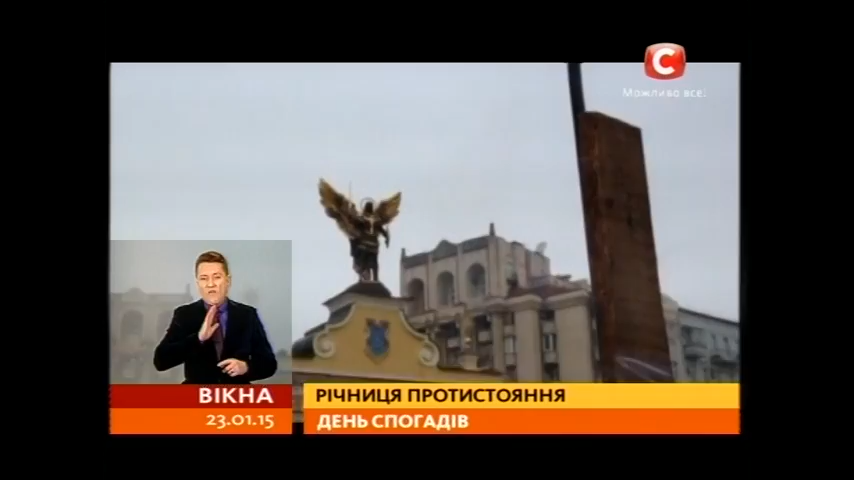 С
Можливо все!
ВІКНА
23.01.15
РІЧНИЦЯ ПРОТИСТОЯННЯ
ДЕНЬ СПОГАДІВ